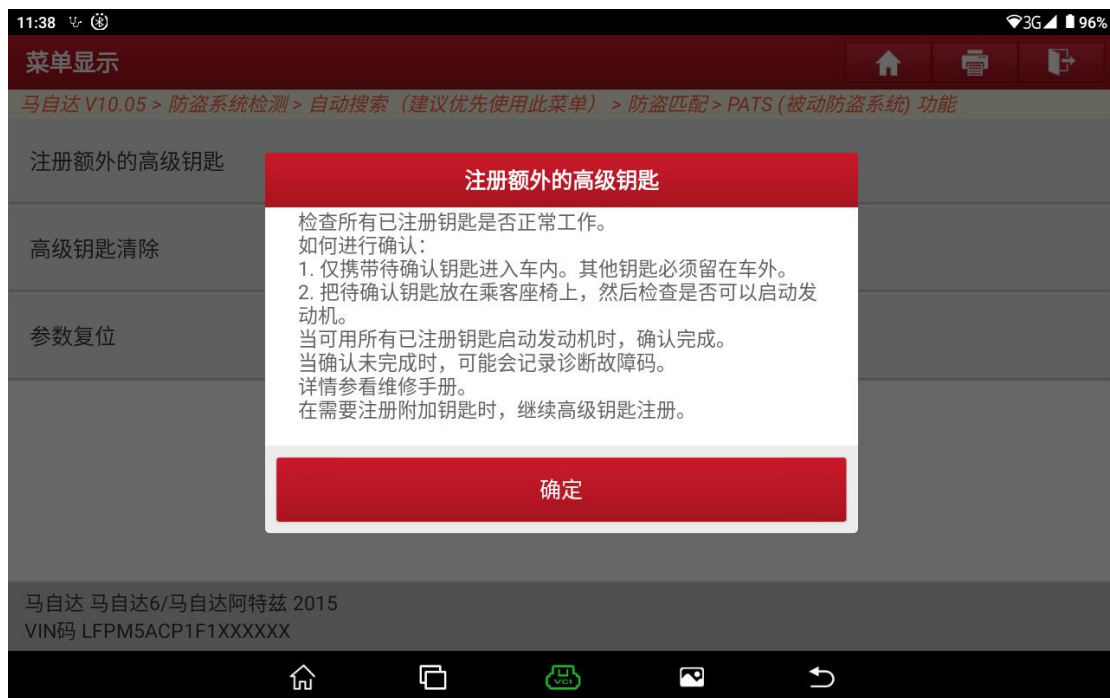 11:38
3G 96%
菜单显示
马自达 V10.05 > 防盗系统检测 > 自动搜索（建议优先使用此菜单） > 防盗匹配 > PATS (被动防盗系统) 功能
注册额外的高级钥匙
高级钥匙清除
参数复位
注册额外的高级钥匙
检查所有已注册钥匙是否正常工作。
如何进行确认：
1. 仅携带待确认钥匙进入车内。其他钥匙必须留在车外。
2. 把待确认钥匙放在乘客座椅上，然后检查是否可以启动发
动机。
当可用所有已注册钥匙启动发动机时，确认完成。
当确认未完成时，可能会记录诊断故障码。
详情参看维修手册。
在需要注册附加钥匙时，继续高级钥匙注册。
确定
马自达 马自达6/马自达阿特兹 2015
VIN码 LFPM5ACP1F1XXXXXX
VCI